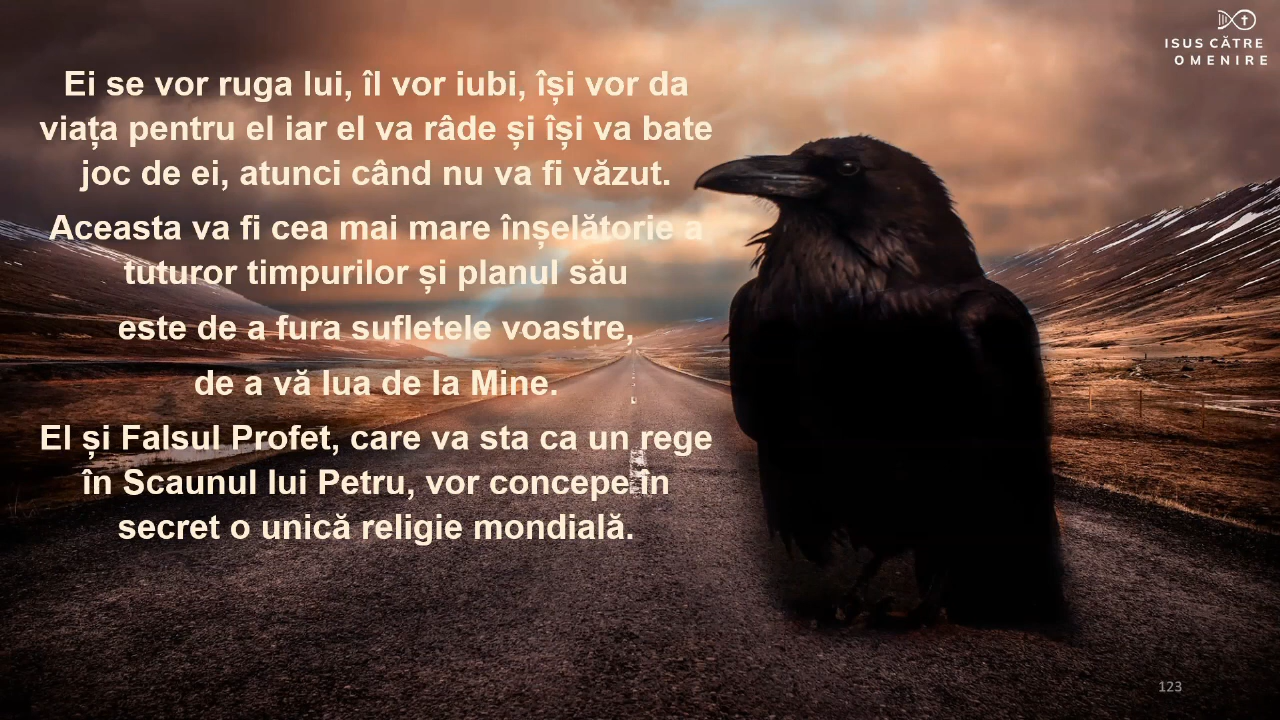 ISUS CĂTRE
OMENIRE
Ei se vor ruga lui, îl vor iubi, își vor da
viața pentru el iar el va râde și își va bate
joc de ei, atunci când nu va fi văzut.
Aceasta va fi cea mai mare înșelătorie a
tuturor timpurilor și planul său
este de a fura sufletele voastre,
de a vă lua de la Mine.
El și Falsul Profet, care va sta ca un rege
în Scaunul lui Petru, vor concepe în
secret o unică religie mondială.
123